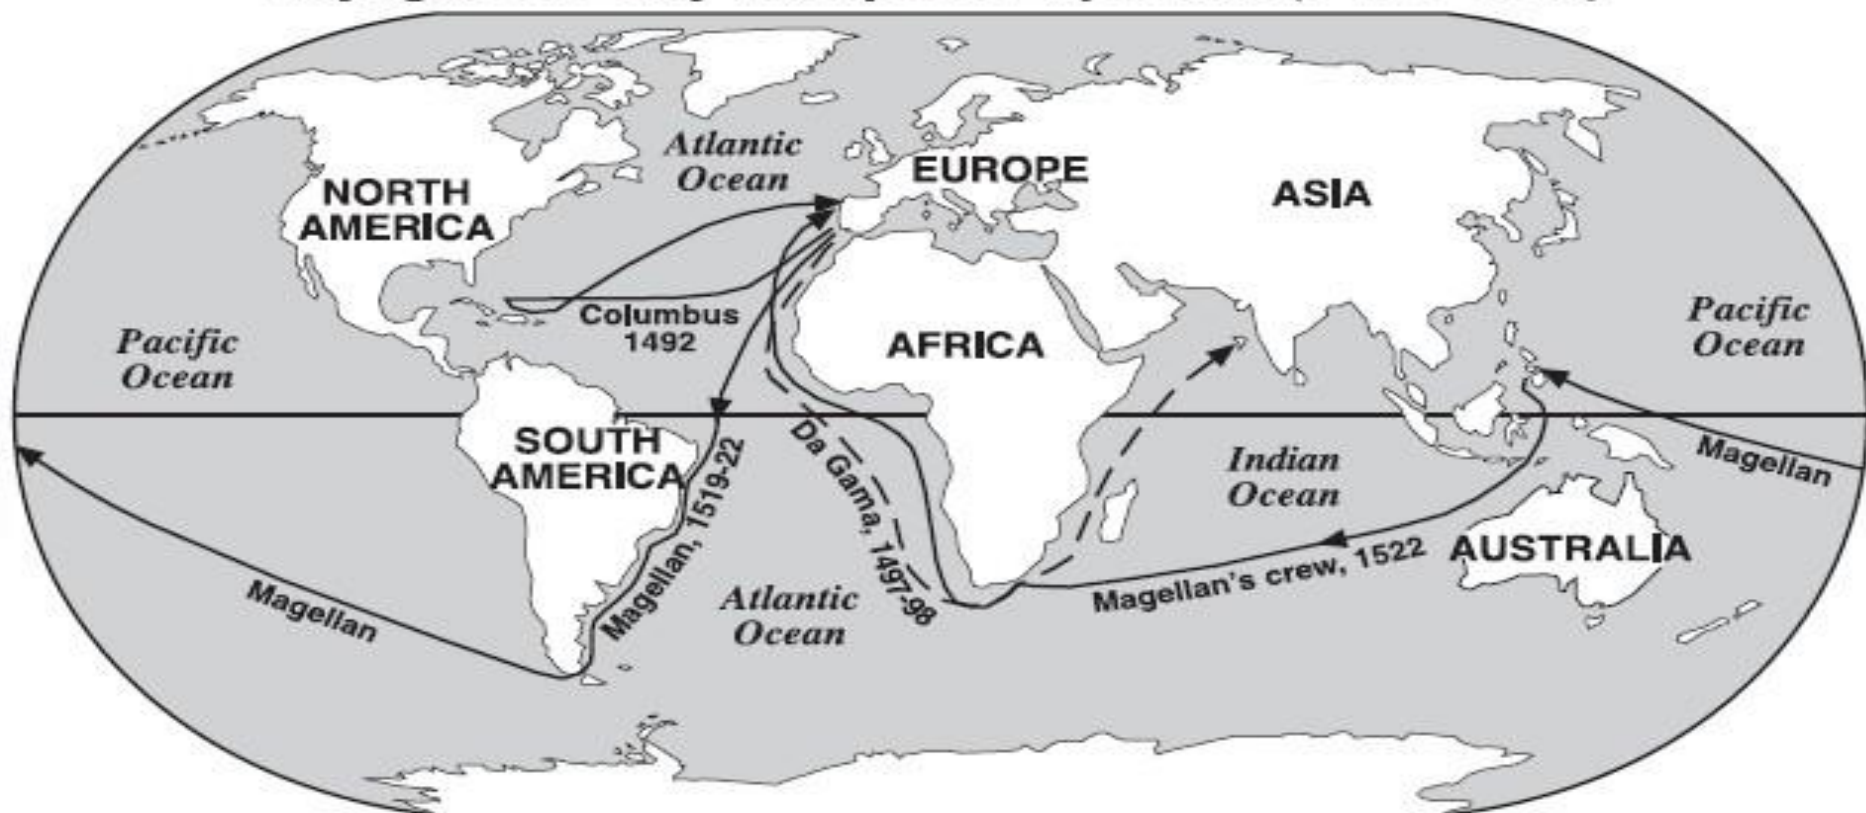 Atlantic
Ocean
EUROPE
ASIA
NORTH
AMERICA
Columbus
1492
Pacific
Ocean
AFRICA
Pacific
Ocean
SOUTH
AMERICA
Magellan, 1519-22
Da Gama, 1497-98
Indian
Ocean
Magellan
AUSTRALIA
Magellan's crew, 1522
Magellan
Atlantic
Ocean